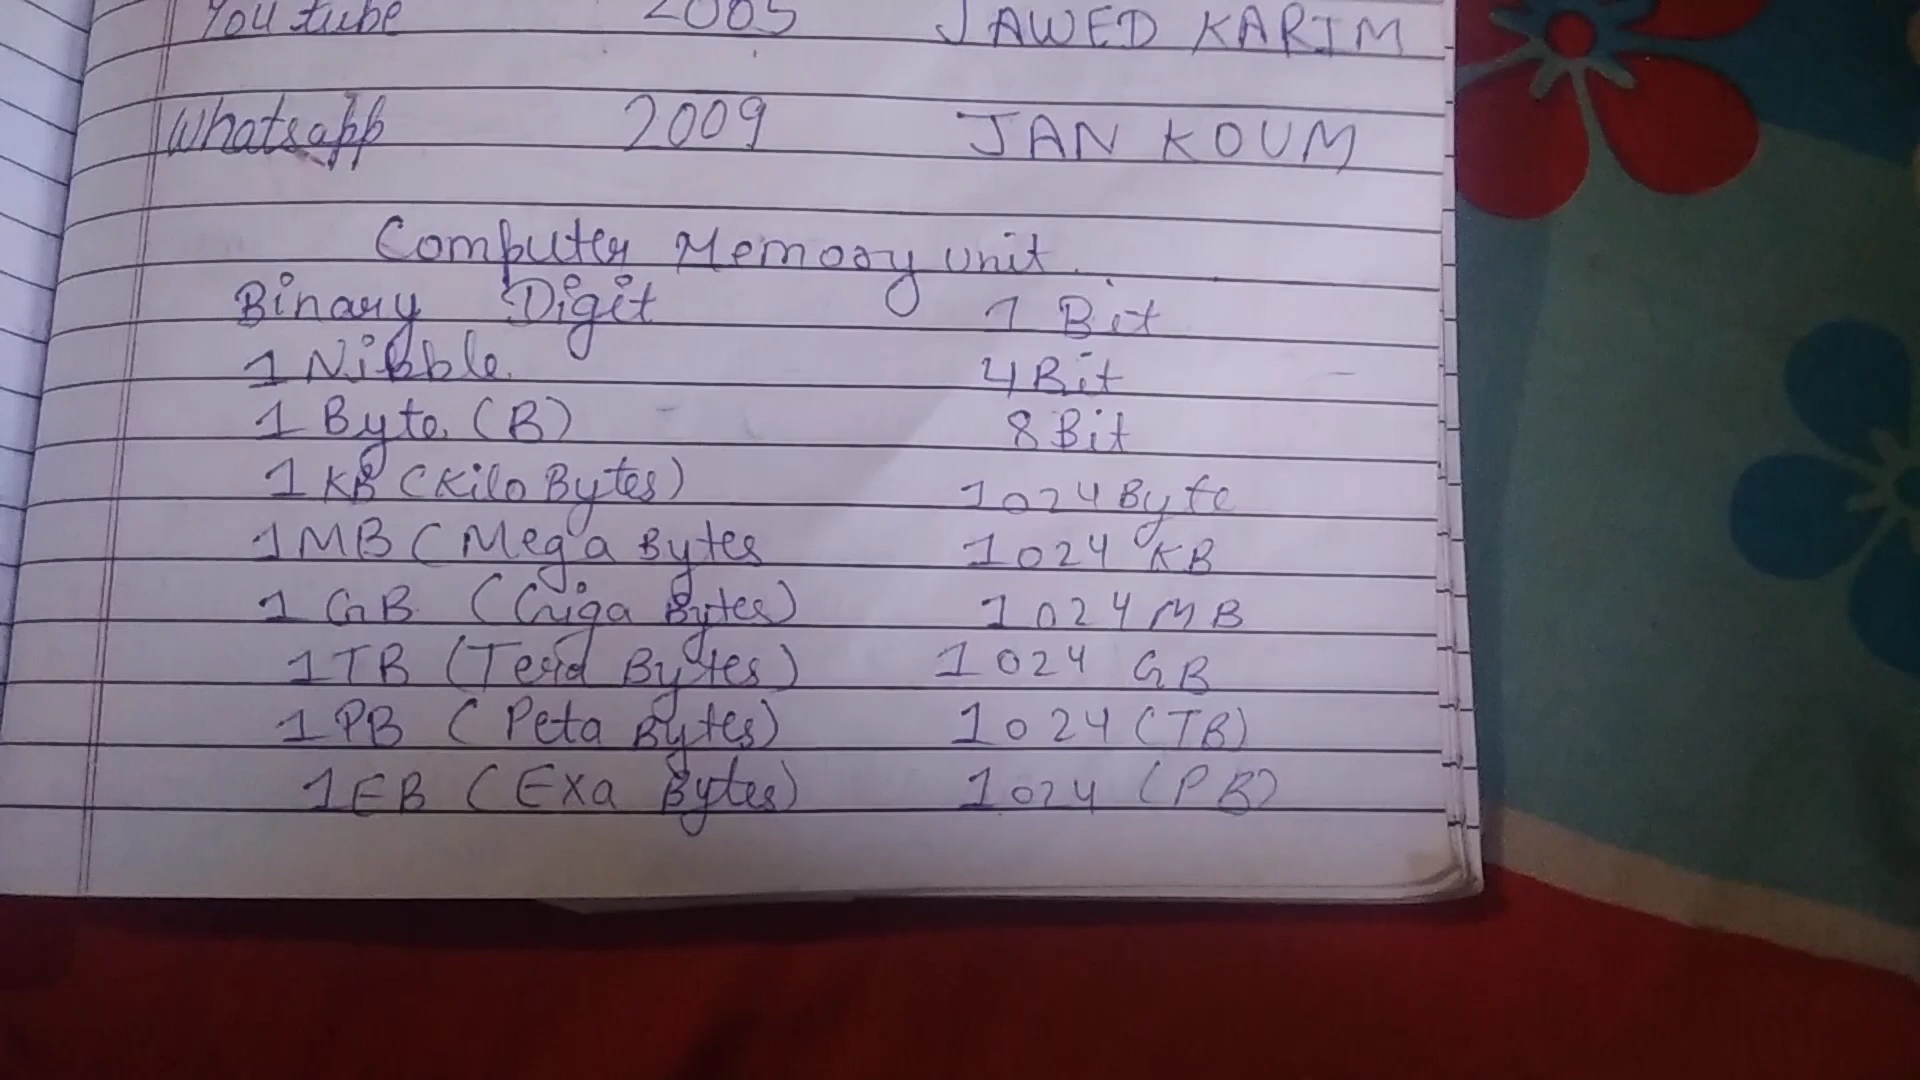 Youtube 2005 JAWED KARIM
Whatsapp 2009 JAN KOUM
Computer Memory unit
Binary Digit 1 Bit
1 Nibble 4 Bit
1 Byte (B) 8 Bit
1 KB (Kilo Bytes) 1024 Byte
1 MB (Mega Bytes 1024 KB
1 GB (Giga Bytes) 1024 MB
1 TB (Tera Bytes) 1024 GB
1 PB (Peta Bytes) 1024 (TB)
1 EB (Exa Bytes) 1024 (PB)